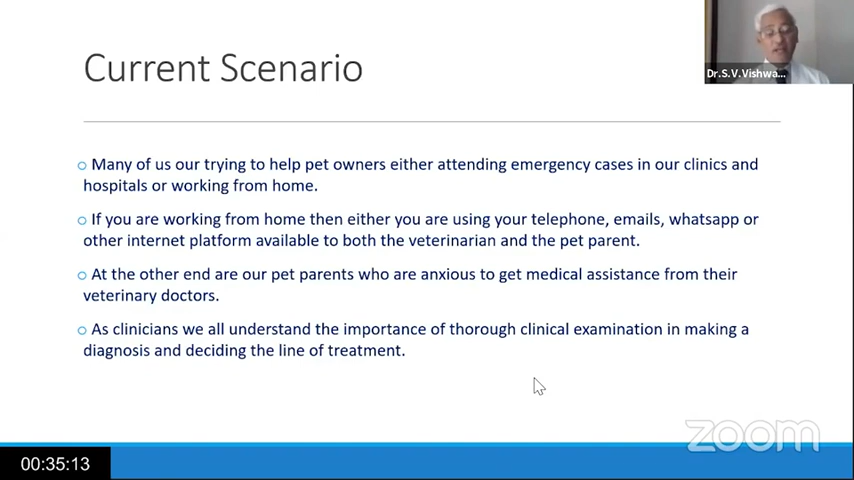 Current Scenario
Dr.S.V.Vishwa...
o Many of us our trying to help pet owners either attending emergency cases in our clinics and
hospitals or working from home.
o If you are working from home then either you are using your telephone, emails, whatsapp or
other internet platform available to both the veterinarian and the pet parent.
o At the other end are our pet parents who are anxious to get medical assistance from their
veterinary doctors.
o As clinicians we all understand the importance of thorough clinical examination in making a
diagnosis and deciding the line of treatment.
zoom
00:35:13